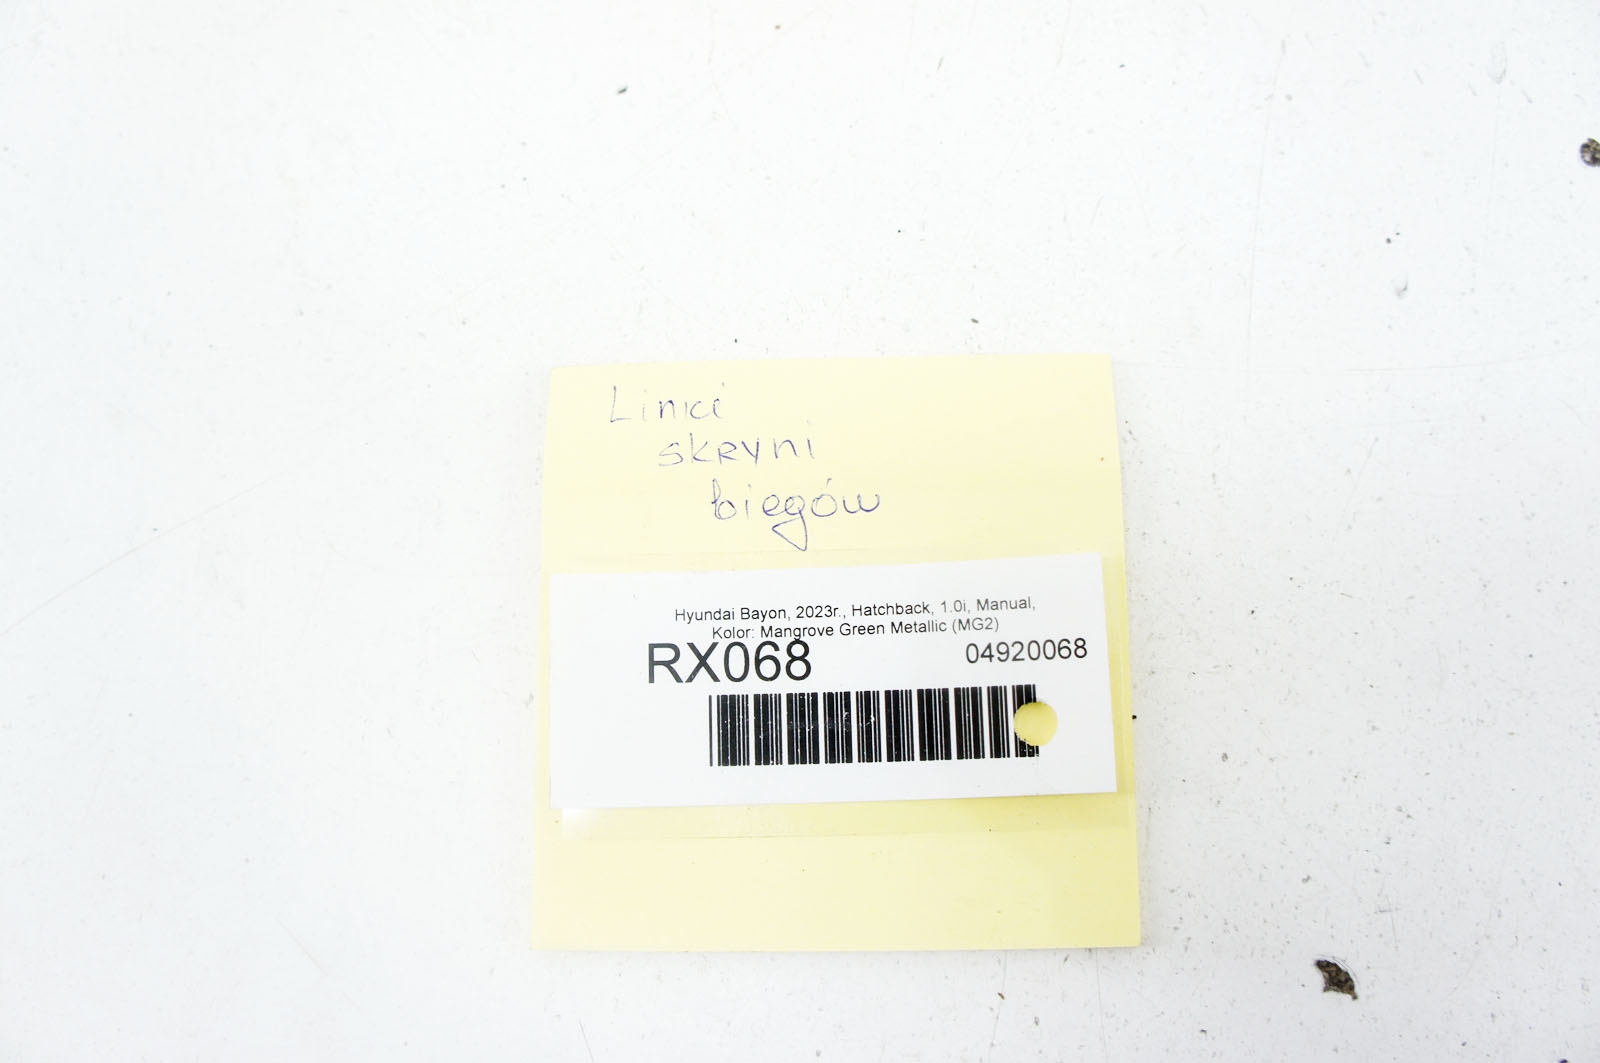 Linki
skryni
biegów
Hyundai Bayon, 2023r., Hatchback, 1.0i, Manual,
Kolor: Mangrove Green Metallic (MG2)
RX068 04920068